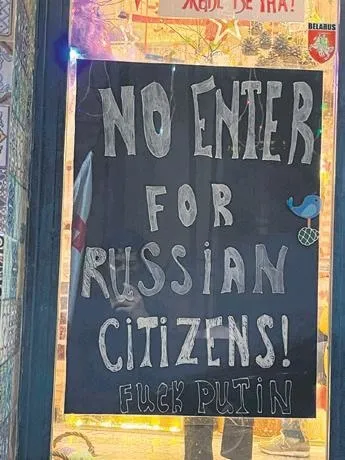 BELARUS
NO ENTER
FOR
RUSSIAN
CITIZENS!
FUCK PUTIN